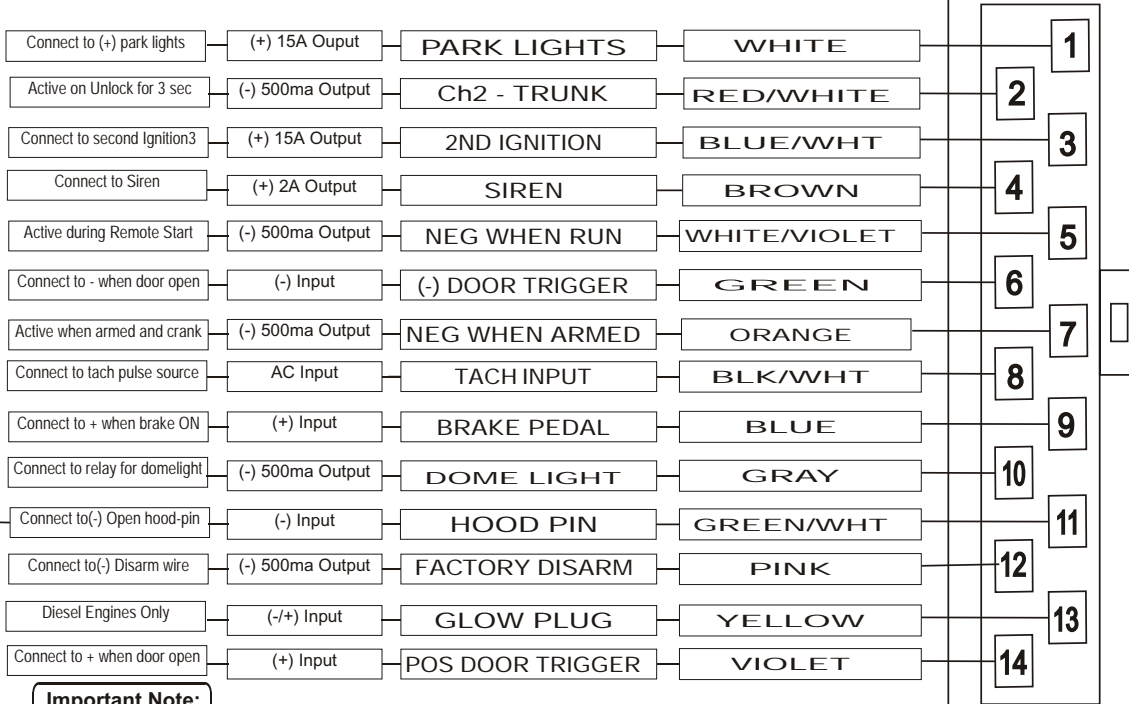 Connect to (+) park lights (+) 15A Ouput PARK LIGHTS WHITE 1
Active on Unlock for 3 sec (-) 500ma Output Ch2 - TRUNK RED/WHITE 2
Connect to second Ignition3 (+) 15A Output 2ND IGNITION BLUE/WHT 3
Connect to Siren (+) 2A Output SIREN BROWN 4
Active during Remote Start (-) 500ma Output NEG WHEN RUN WHITE/VIOLET 5
Connect to - when door open (-) Input (-) DOOR TRIGGER GREEN 6
Active when armed and crank (-) 500ma Output NEG WHEN ARMED ORANGE 7
Connect to tach pulse source AC Input TACH INPUT BLK/WHT 8
Connect to + when brake ON (+) Input BRAKE PEDAL BLUE 9
Connect to relay for domelight (-) 500ma Output DOME LIGHT GRAY 10
Connect to(-) Open hood-pin (-) Input HOOD PIN GREEN/WHT 11
Connect to(-) Disarm wire (-) 500ma Output FACTORY DISARM PINK 12
Diesel Engines Only (-/+) Input GLOW PLUG YELLOW 13
Connect to + when door open (+) Input POS DOOR TRIGGER VIOLET 14
Important Note: